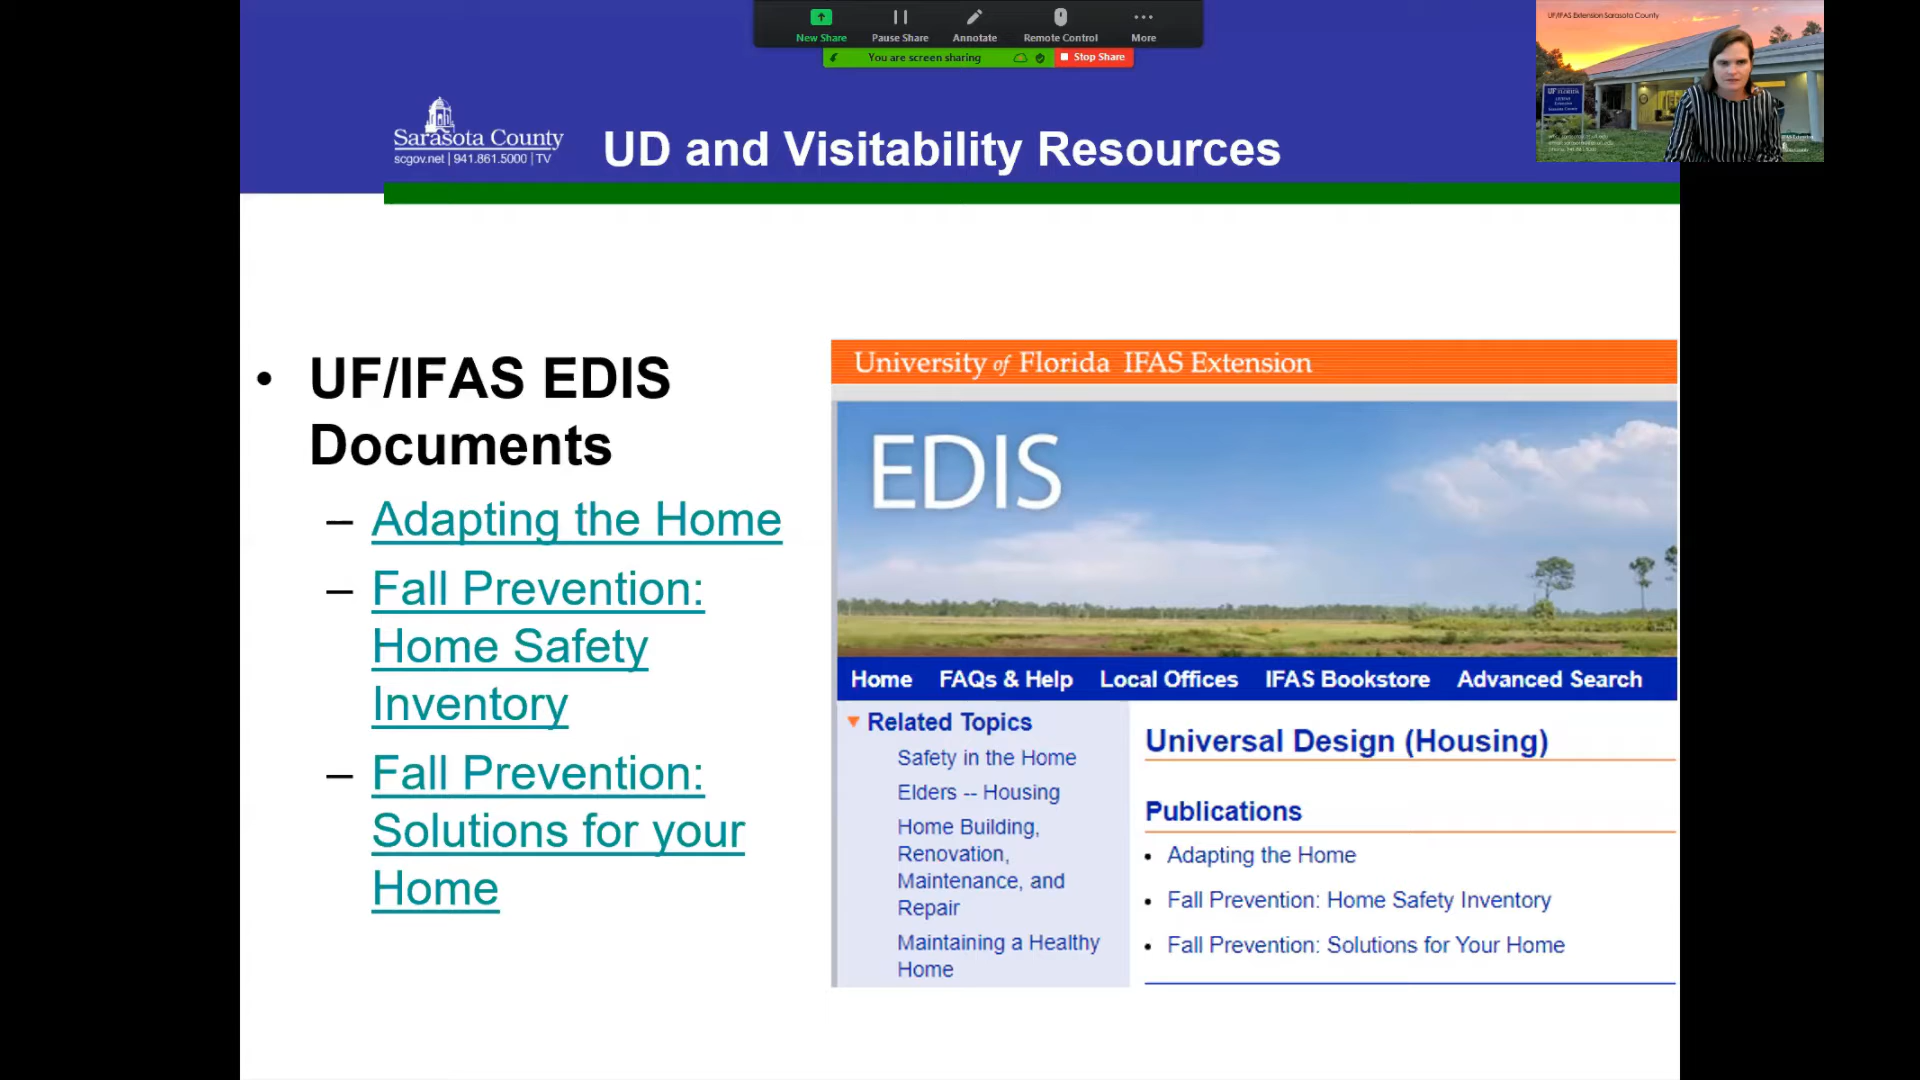 New Share
Pause Share
Annotate
Remote Control
More
You are screen sharing
Stop Share
UF/IFAS Extension Sarasota County
Sarasota County
scgov.net | 941.861.5000 | TV
UD and Visitability Resources
• UF/IFAS EDIS
Documents
– Adapting the Home
– Fall Prevention:
Home Safety
Inventory
– Fall Prevention:
Solutions for your
Home
University of Florida IFAS Extension
EDIS
Home FAQs & Help Local Offices IFAS Bookstore Advanced Search
Related Topics
Safety in the Home
Elders -- Housing
Home Building,
Renovation,
Maintenance, and
Repair
Maintaining a Healthy
Home
Universal Design (Housing)
Publications
• Adapting the Home
• Fall Prevention: Home Safety Inventory
• Fall Prevention: Solutions for Your Home